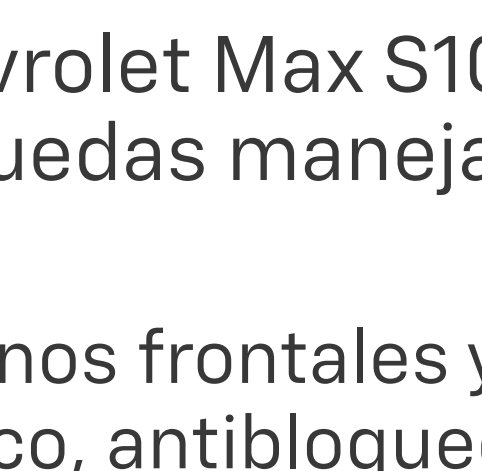 vrolet Max S10
uedas maneja
nos frontales y
co, antibloque